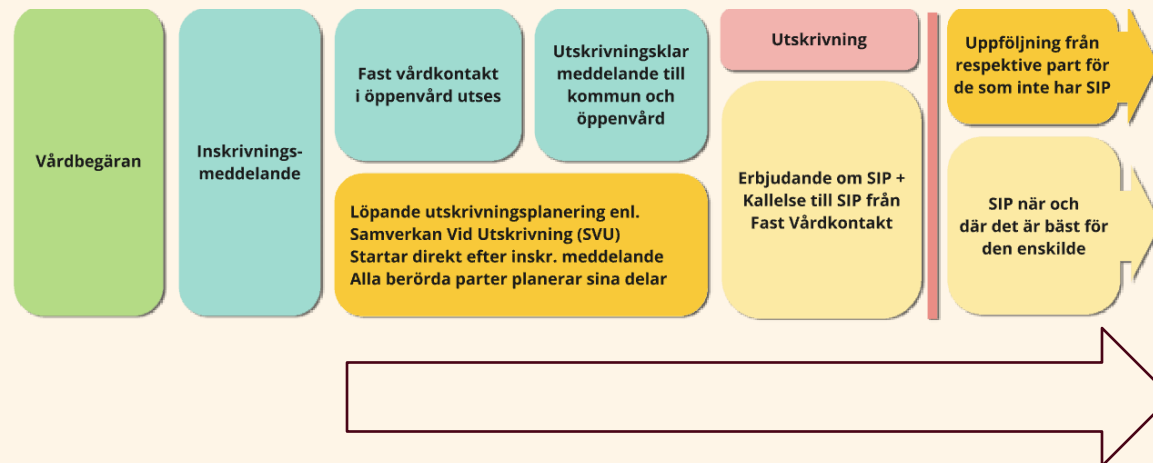 Vårdbegäran
Inskrivnings-
meddelande
Fast vårdkontakt
i öppenvård utses
Utskrivningsklar
meddelande till
kommun och
öppenvård
Löpande utskrivningsplanering enl.
Samverkan Vid Utskrivning (SVU)
Startar direkt efter inskr. meddelande
Alla berörda parter planerar sina delar
Utskrivning
Erbjudande om SIP +
Kallelse till SIP från
Fast Vårdkontakt
Uppföljning från
respektive part för
de som inte har SIP
SIP när och
där det är bäst för
den enskilde